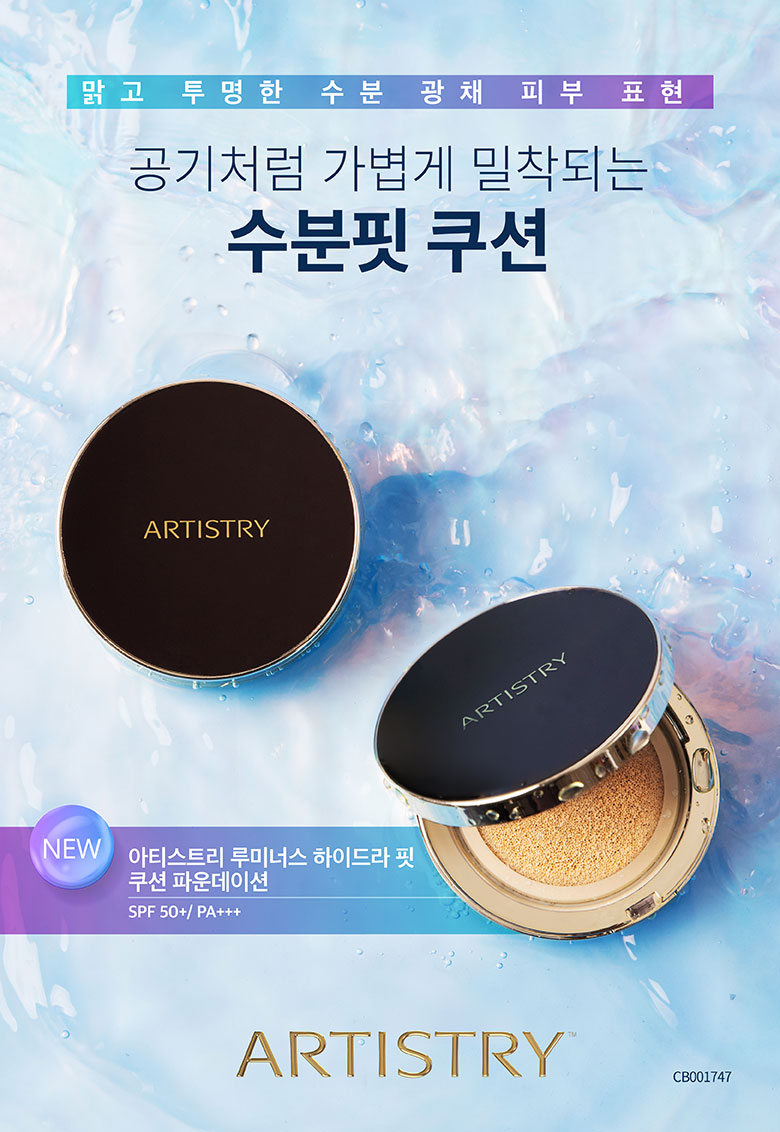 맑고 투명한 수분 광채 피부 표현
공기처럼 가볍게 밀착되는
수분핏 쿠션
ARTISTRY
ARTISTRY
NEW
아티스트리 루미너스 하이드라 핏
쿠션 파운데이션
SPF 50+/ PA+++
ARTISTRY™
CB001747